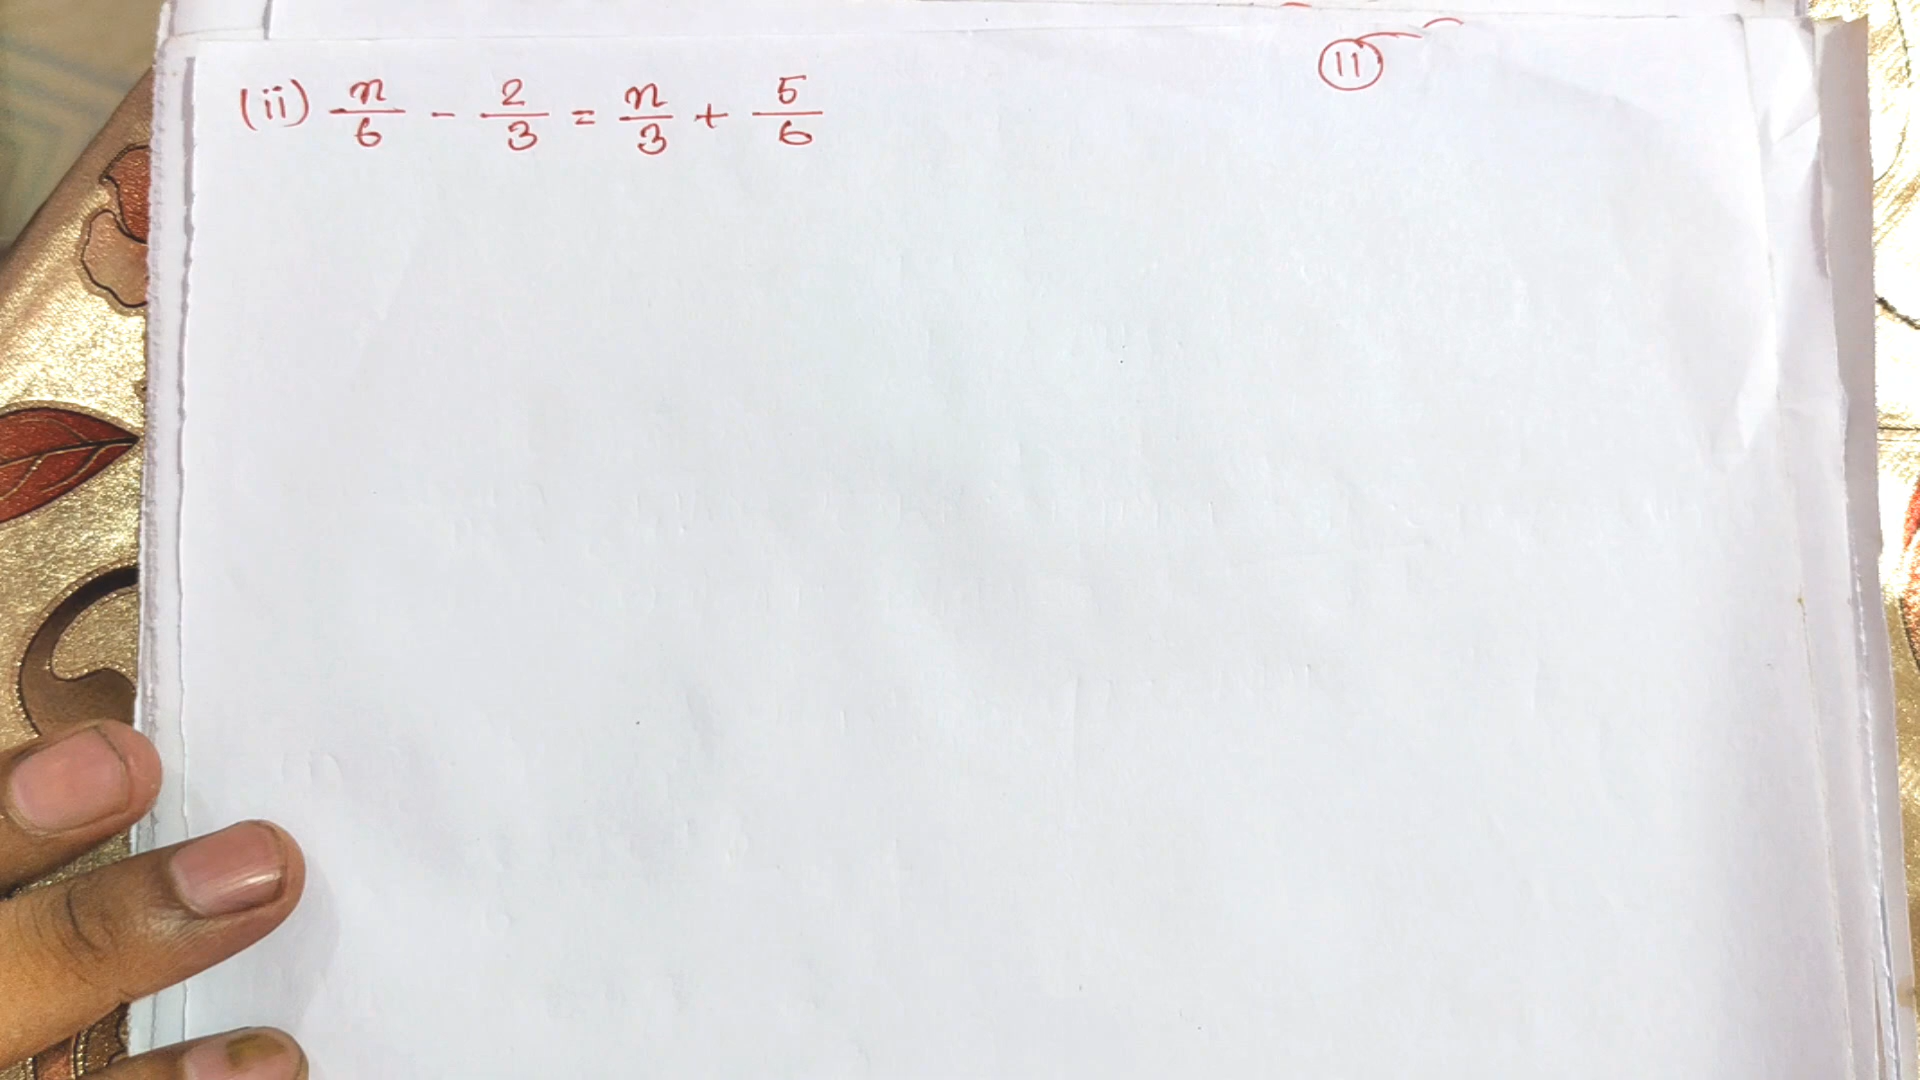 (ii) n/6 - 2/3 = n/3 + 5/6
11